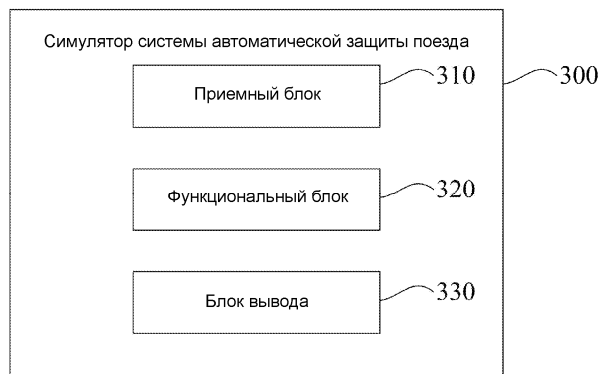 Симулятор системы автоматической защиты поезда
Приемный блок
310
300
Функциональный блок
320
Блок вывода
330